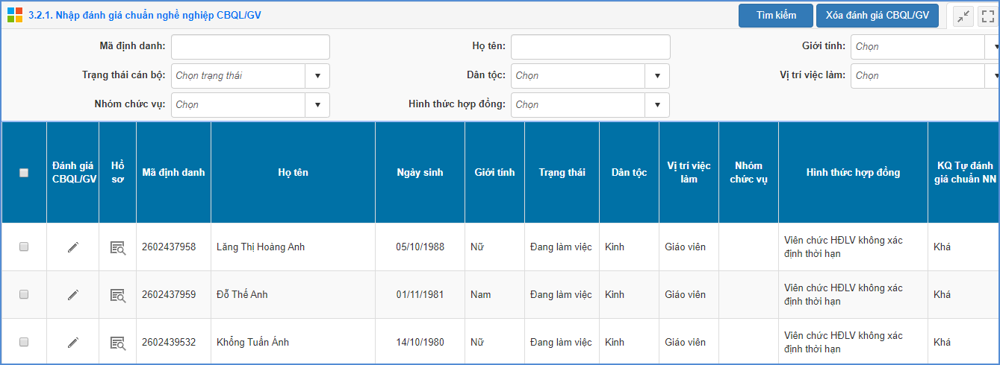 3.2.1. Nhập đánh giá chuẩn nghề nghiệp CBQL/GV Tìm kiếm Xóa đánh giá CBQL/GV
Mã định danh: Họ tên: Giới tính: Chọn
Trạng thái cán bộ: Chọn trạng thái Dân tộc: Chọn Vị trí việc làm: Chọn
Nhóm chức vụ: Chọn Hình thức hợp đồng: Chọn
Đánh giá CBQL/GV Hồ sơ Mã định danh Họ tên Ngày sinh Giới tính Trạng thái Dân tộc Vị trí việc làm Nhóm chức vụ Hình thức hợp đồng KQ Tự đánh giá chuẩn NN
2602437958 Lăng Thị Hoàng Anh 05/10/1988 Nữ Đang làm việc Kinh Giáo viên Viên chức HĐLV không xác định thời hạn Khá
2602437959 Đỗ Thế Anh 01/11/1981 Nam Đang làm việc Kinh Giáo viên Viên chức HĐLV không xác định thời hạn Khá
2602439532 Khổng Tuấn Ánh 14/10/1980 Nữ Đang làm việc Kinh Giáo viên Viên chức HĐLV không xác định thời hạn Khá